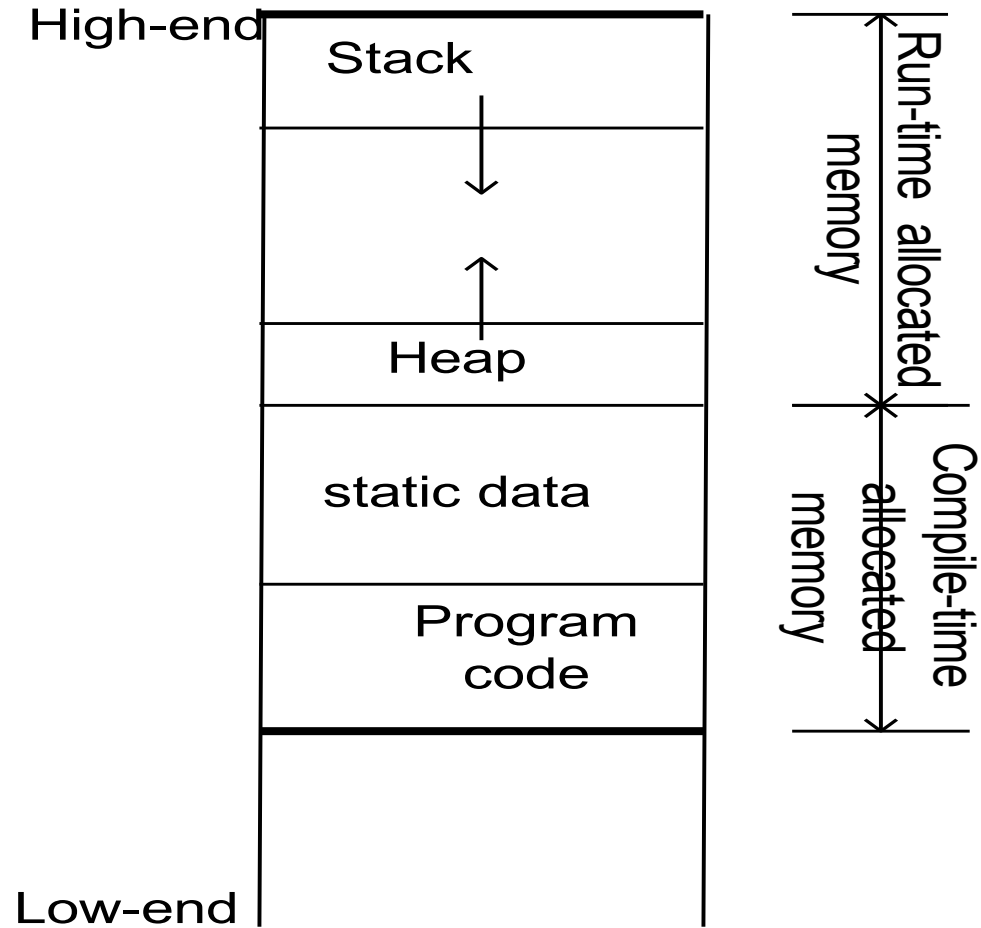 High-end
Stack
Heap
static data
Program
code
Low-end
Run-time allocated
memory
Compile-time
allocated
memory